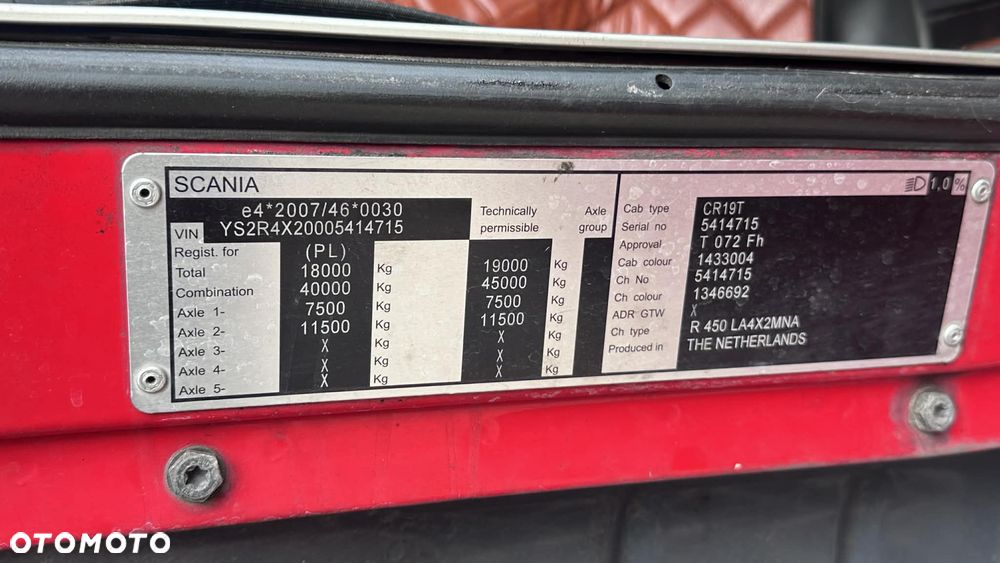 SCANIA
e4*2007/46*0030
VIN YS2R4X20005414715
Technically permissible
Axle group
Regist. for (PL)
Total 18000 Kg 19000 Kg
Combination 40000 Kg 45000 Kg
Axle 1- 7500 Kg 7500 Kg
Axle 2- 11500 Kg 11500 Kg
Axle 3- X Kg X Kg
Axle 4- X Kg X Kg
Axle 5- X Kg X Kg
1,0 %
Cab type CR19T
Serial no 5414715
Approval T 072 Fh
Cab colour 1433004
Ch No 5414715
Ch colour 1346692
ADR GTW X
Ch type R 450 LA4X2MNA
Produced in THE NETHERLANDS
OTOMOTO